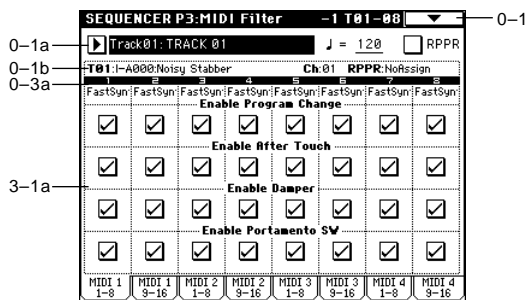 SEQUENCER P3:MIDI Filter –1 T01–08
0–1
0–1a Track01: TRACK 01 ♩ = 120 RPPR
0–1b T01:I–A000:Noisy Stabber Ch:01 RPPR:NoAssign
0–3a 1 2 3 4 5 6 7 8
FastSyn FastSyn FastSyn FastSyn FastSyn FastSyn FastSyn FastSyn
Enable Program Change
Enable After Touch
3–1a
Enable Damper
Enable Portamento SW
MIDI 1 1–8 MIDI 1 9–16 MIDI 2 1–8 MIDI 2 9–16 MIDI 3 1–8 MIDI 3 9–16 MIDI 4 1–8 MIDI 4 9–16